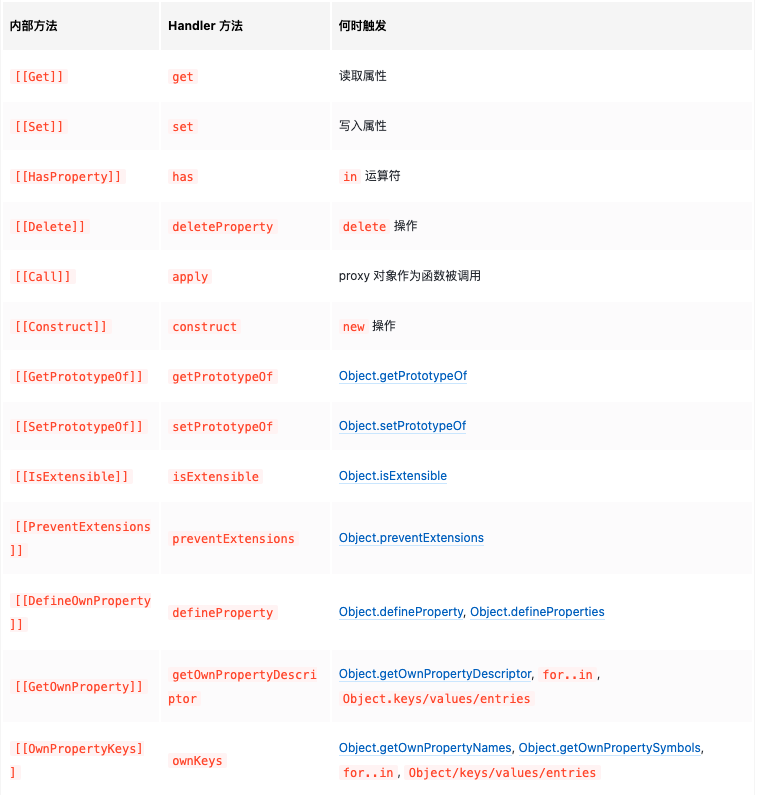 内部方法 Handler 方法 何时触发
[[Get]] get 读取属性
[[Set]] set 写入属性
[[HasProperty]] has in 运算符
[[Delete]] deleteProperty delete 操作
[[Call]] apply proxy 对象作为函数被调用
[[Construct]] construct new 操作
[[GetPrototypeOf]] getPrototypeOf Object.getPrototypeOf
[[SetPrototypeOf]] setPrototypeOf Object.setPrototypeOf
[[IsExtensible]] isExtensible Object.isExtensible
[[PreventExtensions
]]
preventExtensions Object.preventExtensions
[[DefineOwnProperty
]]
defineProperty Object.defineProperty, Object.defineProperties
[[GetOwnProperty]]
getOwnPropertyDescri
ptor
Object.getOwnPropertyDescriptor, for..in ,
Object.keys/values/entries
[[OwnPropertyKeys]
]
ownKeys
Object.getOwnPropertyNames, Object.getOwnPropertySymbols,
for..in , Object/keys/values/entries